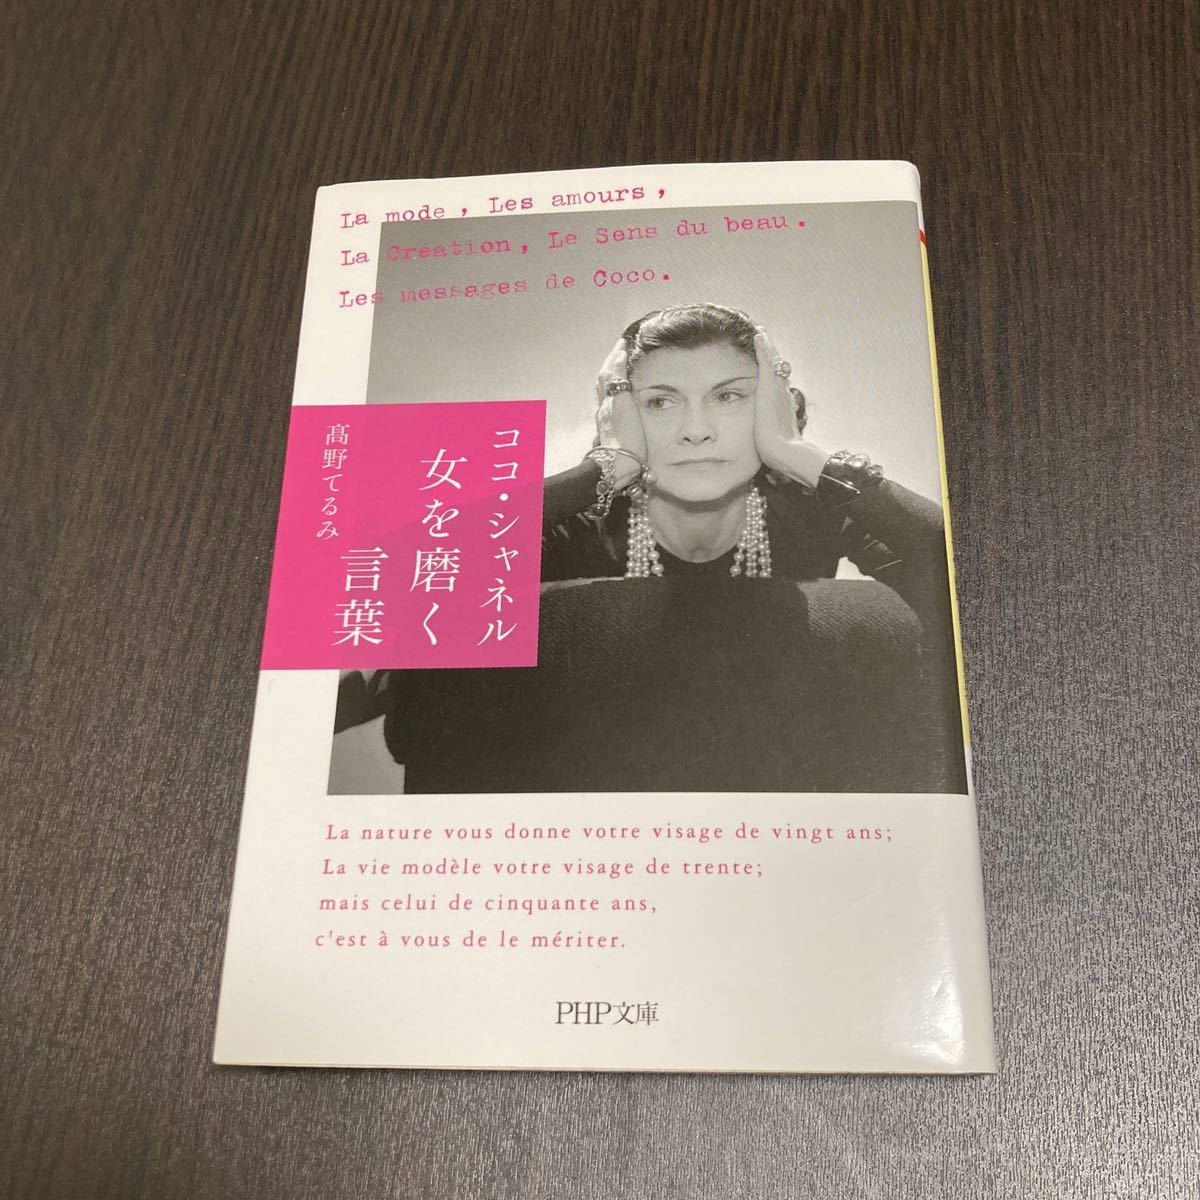 La mode, Les amours,
La Création, Le Sens du beau.
Les messages de Coco.
ココ・シャネル
女を磨く
言葉
髙野てるみ
La nature vous donne votre visage de vingt ans;
La vie modèle votre visage de trente;
mais celui de cinquante ans,
c'est à vous de le mériter.
PHP文庫